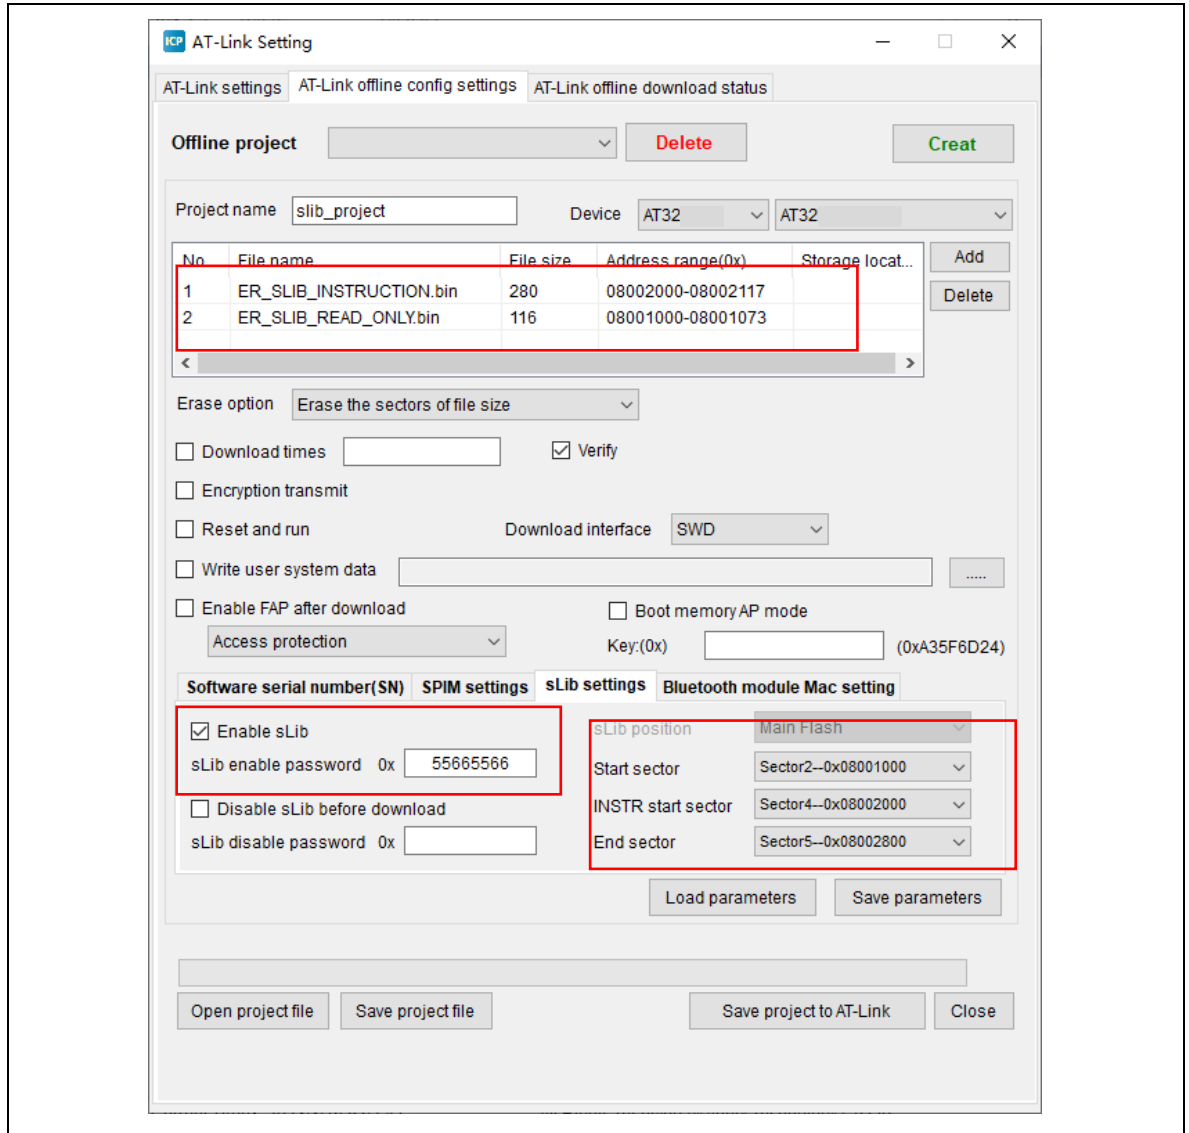 ICP AT-Link Setting
AT-Link settings AT-Link offline config settings AT-Link offline download status
Offline project Delete Creat
Project name slib_project Device AT32 AT32
No File name File size Address range(0x) Storage locat... Add
1 ER_SLIB_INSTRUCTION.bin 280 08002000-08002117 Delete
2 ER_SLIB_READ_ONLY.bin 116 08001000-08001073
Erase option Erase the sectors of file size
Download times Verify
Encryption transmit
Reset and run Download interface SWD
Write user system data .....
Enable FAP after download Boot memory AP mode
Access protection Key:(0x) (0xA35F6D24)
Software serial number(SN) SPIM settings sLib settings Bluetooth module Mac setting
Enable sLib sLib position Main Flash
sLib enable password 0x 55665566 Start sector Sector2--0x08001000
Disable sLib before download INSTR start sector Sector4--0x08002000
sLib disable password 0x End sector Sector5--0x08002800
Load parameters Save parameters
Open project file Save project file Save project to AT-Link Close